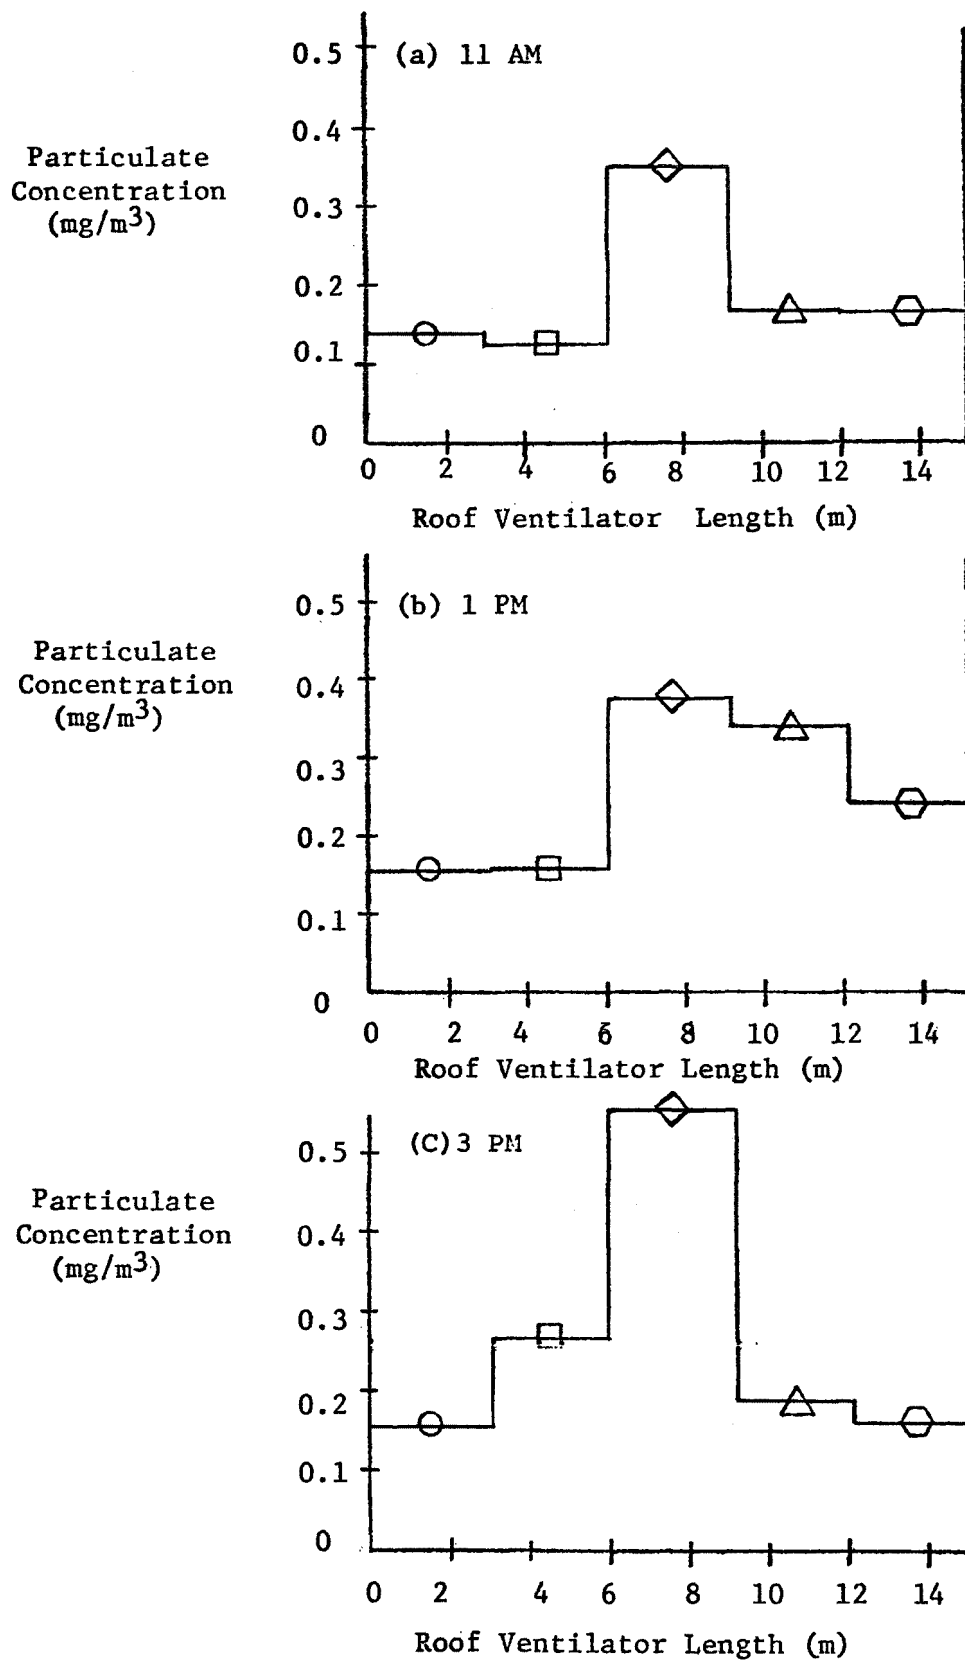 (a) 11 AM
Particulate
Concentration
(mg/m³)
0.5
0.4
0.3
0.2
0.1
0
0 2 4 6 8 10 12 14
Roof Ventilator Length (m)
(b) 1 PM
Particulate
Concentration
(mg/m³)
0.5
0.4
0.3
0.2
0.1
0
0 2 4 6 8 10 12 14
Roof Ventilator Length (m)
(C) 3 PM
Particulate
Concentration
(mg/m³)
0.5
0.4
0.3
0.2
0.1
0
0 2 4 6 8 10 12 14
Roof Ventilator Length (m)